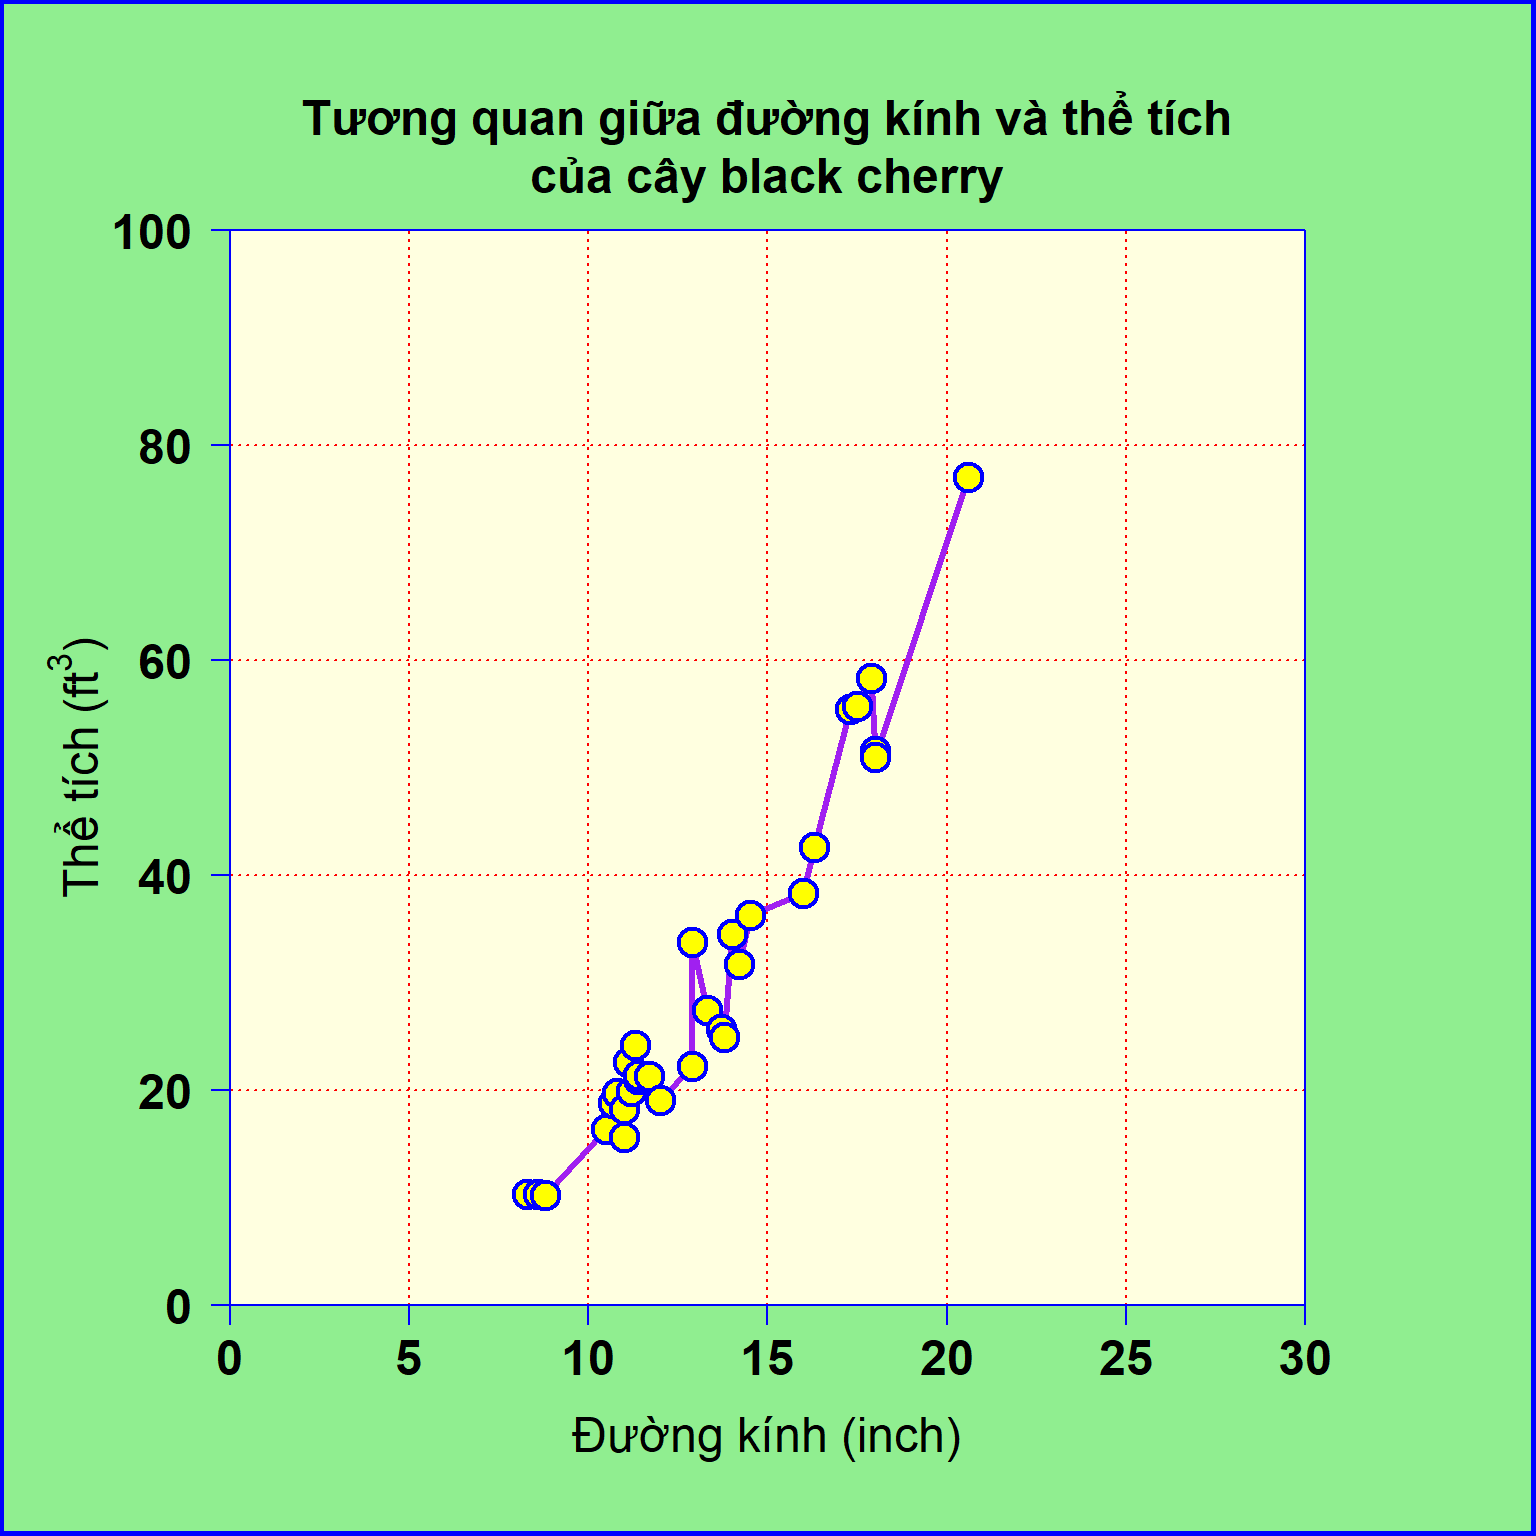 Tương quan giữa đường kính và thể tích
của cây black cherry
100
80
60
40
20
0
Thể tích (ft³)
0 5 10 15 20 25 30
Đường kính (inch)